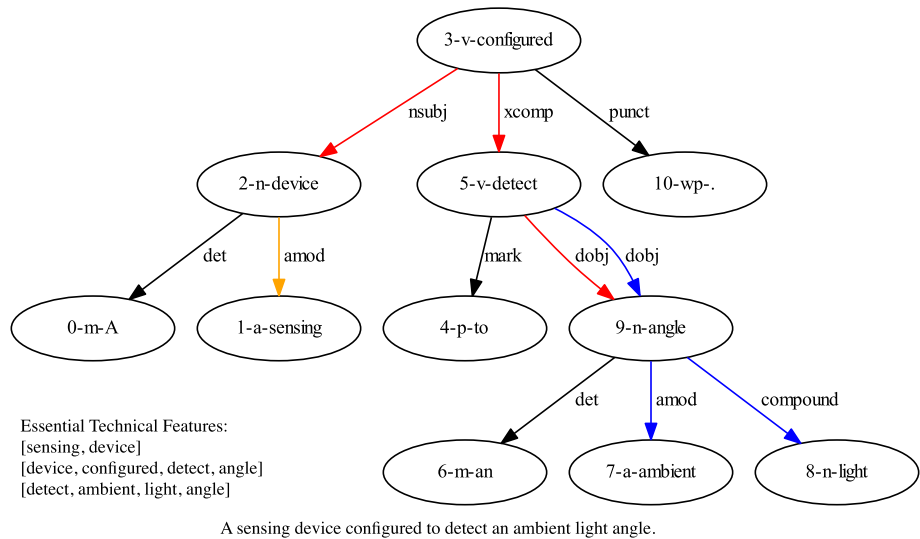 3-v-configured
nsubj
xcomp
punct
2-n-device
5-v-detect
10-wp-.
det
amod
mark
dobj
dobj
0-m-A
1-a-sensing
4-p-to
9-n-angle
det
amod
compound
Essential Technical Features:
[sensing, device]
[device, configured, detect, angle]
[detect, ambient, light, angle]
6-m-an
7-a-ambient
8-n-light
A sensing device configured to detect an ambient light angle.